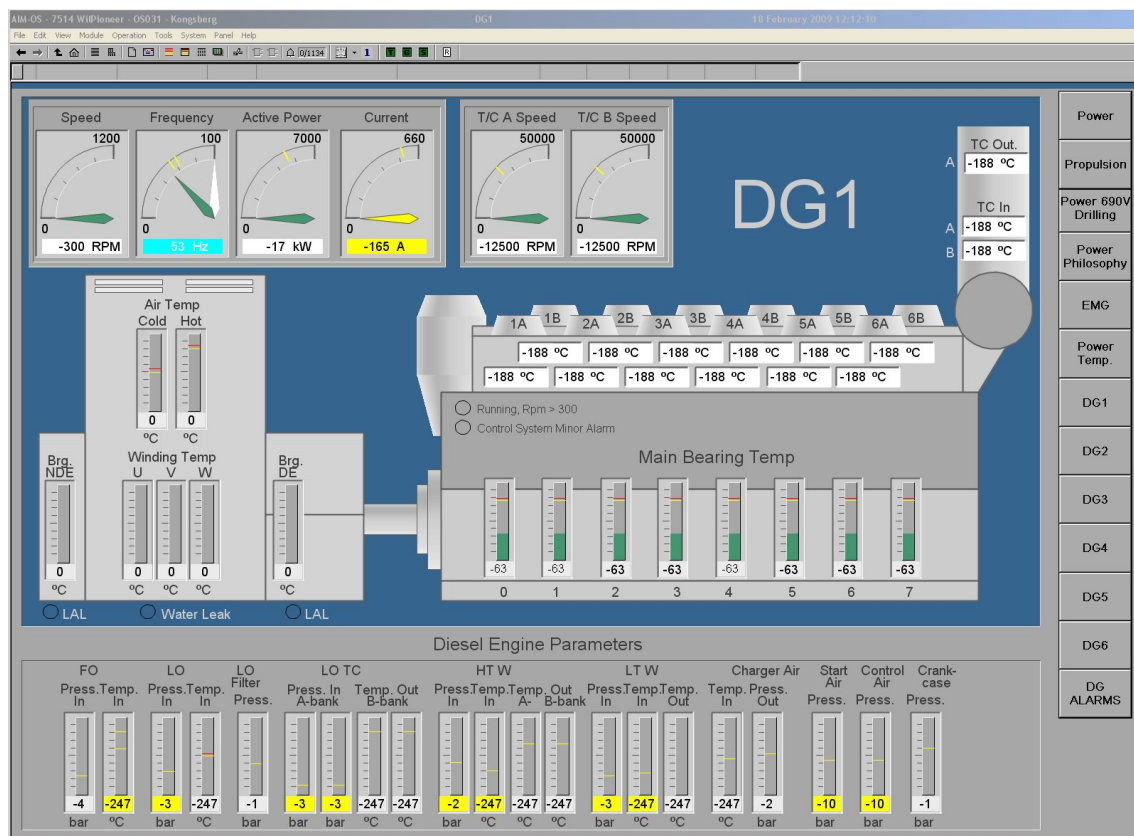 AIM-OS - 7514 WilPioneer - OS031 - Kongsberg DG1 10 February 2009 12:12:10
File Edit View Module Operation Tools System Panel Help
0/1134 1 T G S R
Speed Frequency Active Power Current T/C A Speed T/C B Speed
1200 100 7000 660 50000 50000
0 0 0 0 0 0
-300 RPM 53 Hz -17 kW -165 A -12500 RPM -12500 RPM
DG1
TC Out.
A -188 ºC
TC In
A -188 ºC
B -188 ºC
Power
Propulsion
Power 690V
Drilling
Power
Philosophy
EMG
Power
Temp.
DG1
DG2
DG3
DG4
DG5
DG6
DG
ALARMS
Air Temp
Cold Hot
0 0
ºC ºC
Winding Temp
U V W
0 0 0
ºC ºC ºC
Brg.
NDE
0
ºC
Brg.
DE
0
ºC
LAL Water Leak LAL
1A 1B 2A 2B 3A 3B 4A 4B 5A 5B 6A 6B
-188 ºC -188 ºC -188 ºC -188 ºC -188 ºC -188 ºC
-188 ºC -188 ºC -188 ºC -188 ºC -188 ºC -188 ºC
Running, Rpm > 300
Control System Minor Alarm
Main Bearing Temp
-63 -63 -63 -63 -63 -63 -63 -63
0 1 2 3 4 5 6 7
Diesel Engine Parameters
FO LO LO Filter LO TC HT W LT W Charger Air Start Air Control Air Crank-case
Press. Temp. Press. Temp. Press. Press. In Temp. Out Press. Temp. Temp. Out Press. Temp. Temp. Temp. Press. Press. Press. Press.
In In In In A-bank B-bank In In A- B-bank In In Out In Out
-4 -247 -3 -247 -1 -3 -3 -247 -247 -2 -247 -247 -247 -3 -247 -247 -247 -2 -10 -10 -1
bar ºC bar ºC bar bar bar ºC ºC bar ºC ºC ºC bar ºC ºC ºC bar bar bar bar